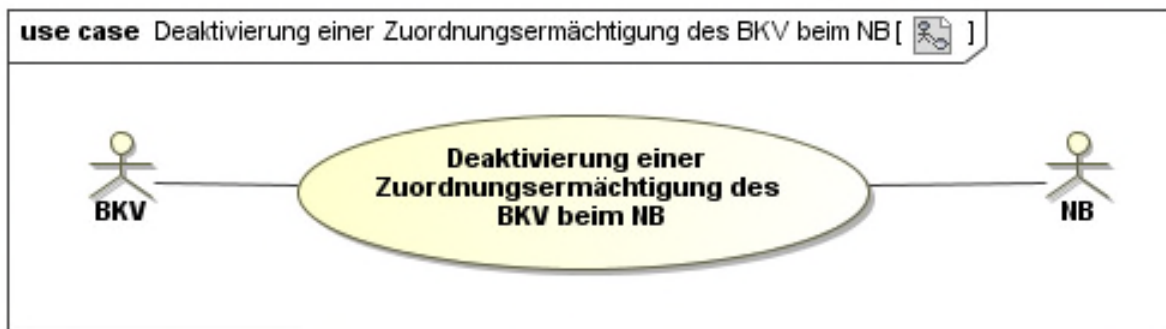 use case Deaktivierung einer Zuordnungsermächtigung des BKV beim NB [ ]
Deaktivierung einer
Zuordnungsermächtigung des
BKV beim NB
BKV
NB